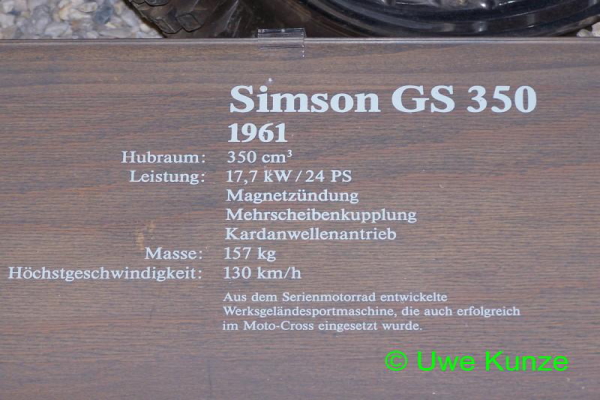 Simson GS 350
1961
Hubraum: 350 cm³
Leistung: 17,7 kW / 24 PS
Magnetzündung
Mehrscheibenkupplung
Kardanwellenantrieb
Masse: 157 kg
Höchstgeschwindigkeit: 130 km/h
Aus dem Serienmotorrad entwickelte
Werksgeländesportmaschine, die auch erfolgreich
im Moto-Cross eingesetzt wurde.
© Uwe Kunze